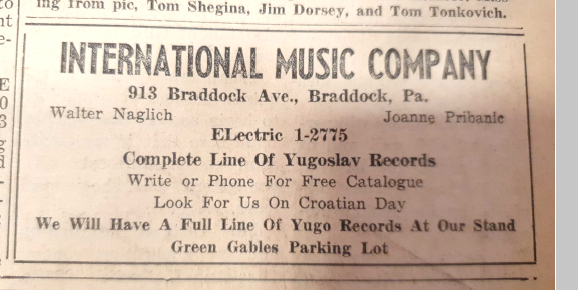 ing from pic, Tom Shegina, Jim Dorsey, and Tom Tonkovich.
INTERNATIONAL MUSIC COMPANY
913 Braddock Ave., Braddock, Pa.
Walter Naglich Joanne Pribanic
ELectric 1-2775
Complete Line Of Yugoslav Records
Write or Phone For Free Catalogue
Look For Us On Croatian Day
We Will Have A Full Line Of Yugo Records At Our Stand
Green Gables Parking Lot